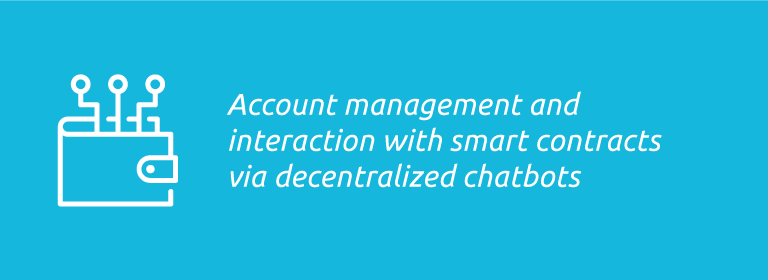 Account management and
interaction with smart contracts
via decentralized chatbots